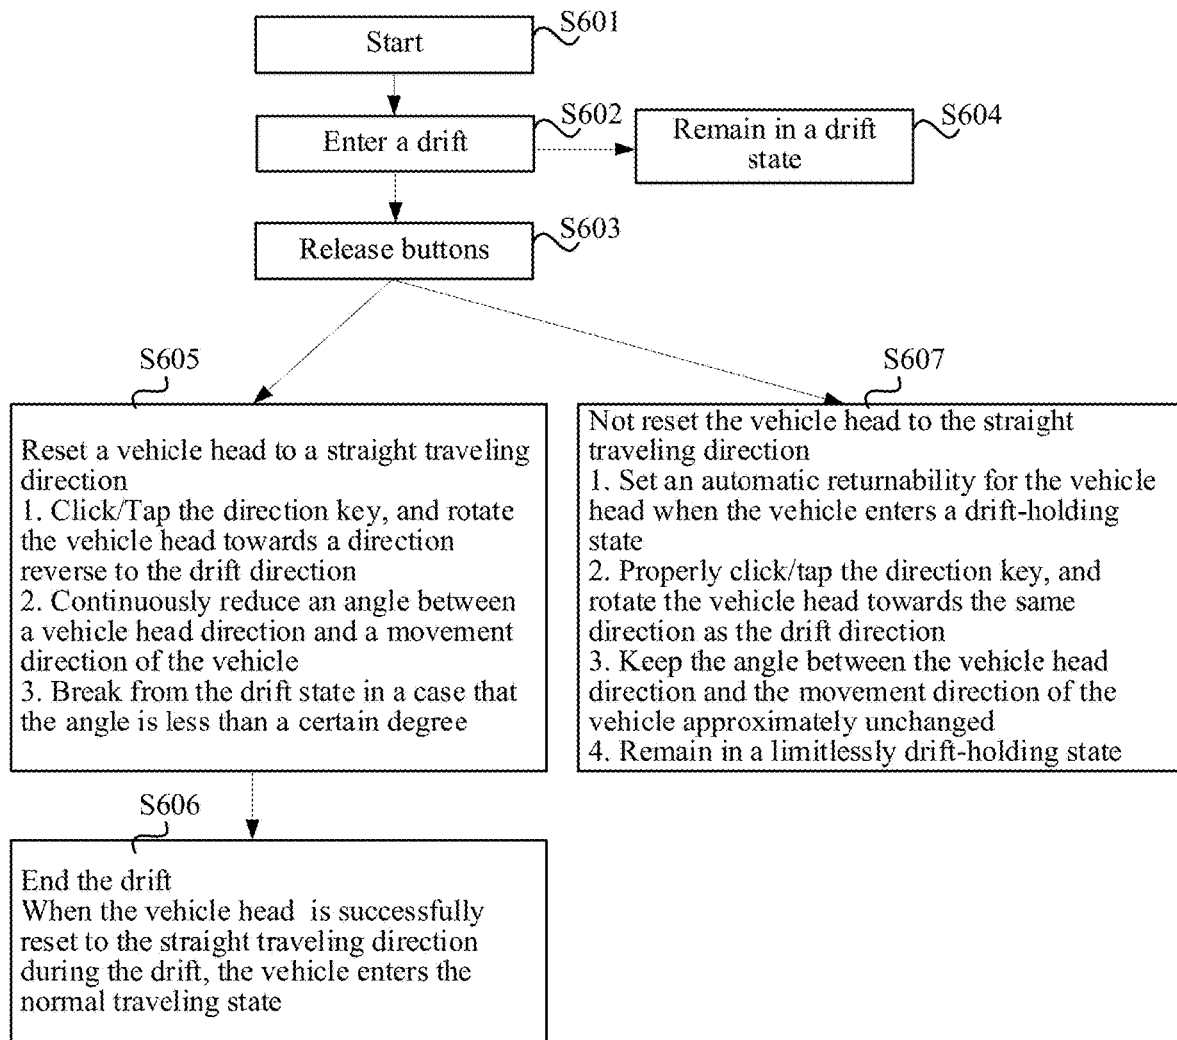 Start
S601
Enter a drift
S602
Remain in a drift
state
S604
Release buttons
S603
S605
Reset a vehicle head to a straight traveling
direction
1. Click/Tap the direction key, and rotate
the vehicle head towards a direction
reverse to the drift direction
2. Continuously reduce an angle between
a vehicle head direction and a movement
direction of the vehicle
3. Break from the drift state in a case that
the angle is less than a certain degree
S607
Not reset the vehicle head to the straight
traveling direction
1. Set an automatic returnability for the vehicle
head when the vehicle enters a drift-holding
state
2. Properly click/tap the direction key, and
rotate the vehicle head towards the same
direction as the drift direction
3. Keep the angle between the vehicle head
direction and the movement direction of the
vehicle approximately unchanged
4. Remain in a limitlessly drift-holding state
S606
End the drift
When the vehicle head is successfully
reset to the straight traveling direction
during the drift, the vehicle enters the
normal traveling state